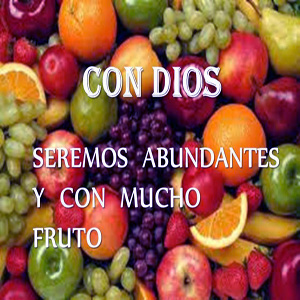 CON DIOS
SEREMOS ABUNDANTES
Y CON MUCHO
FRUTO